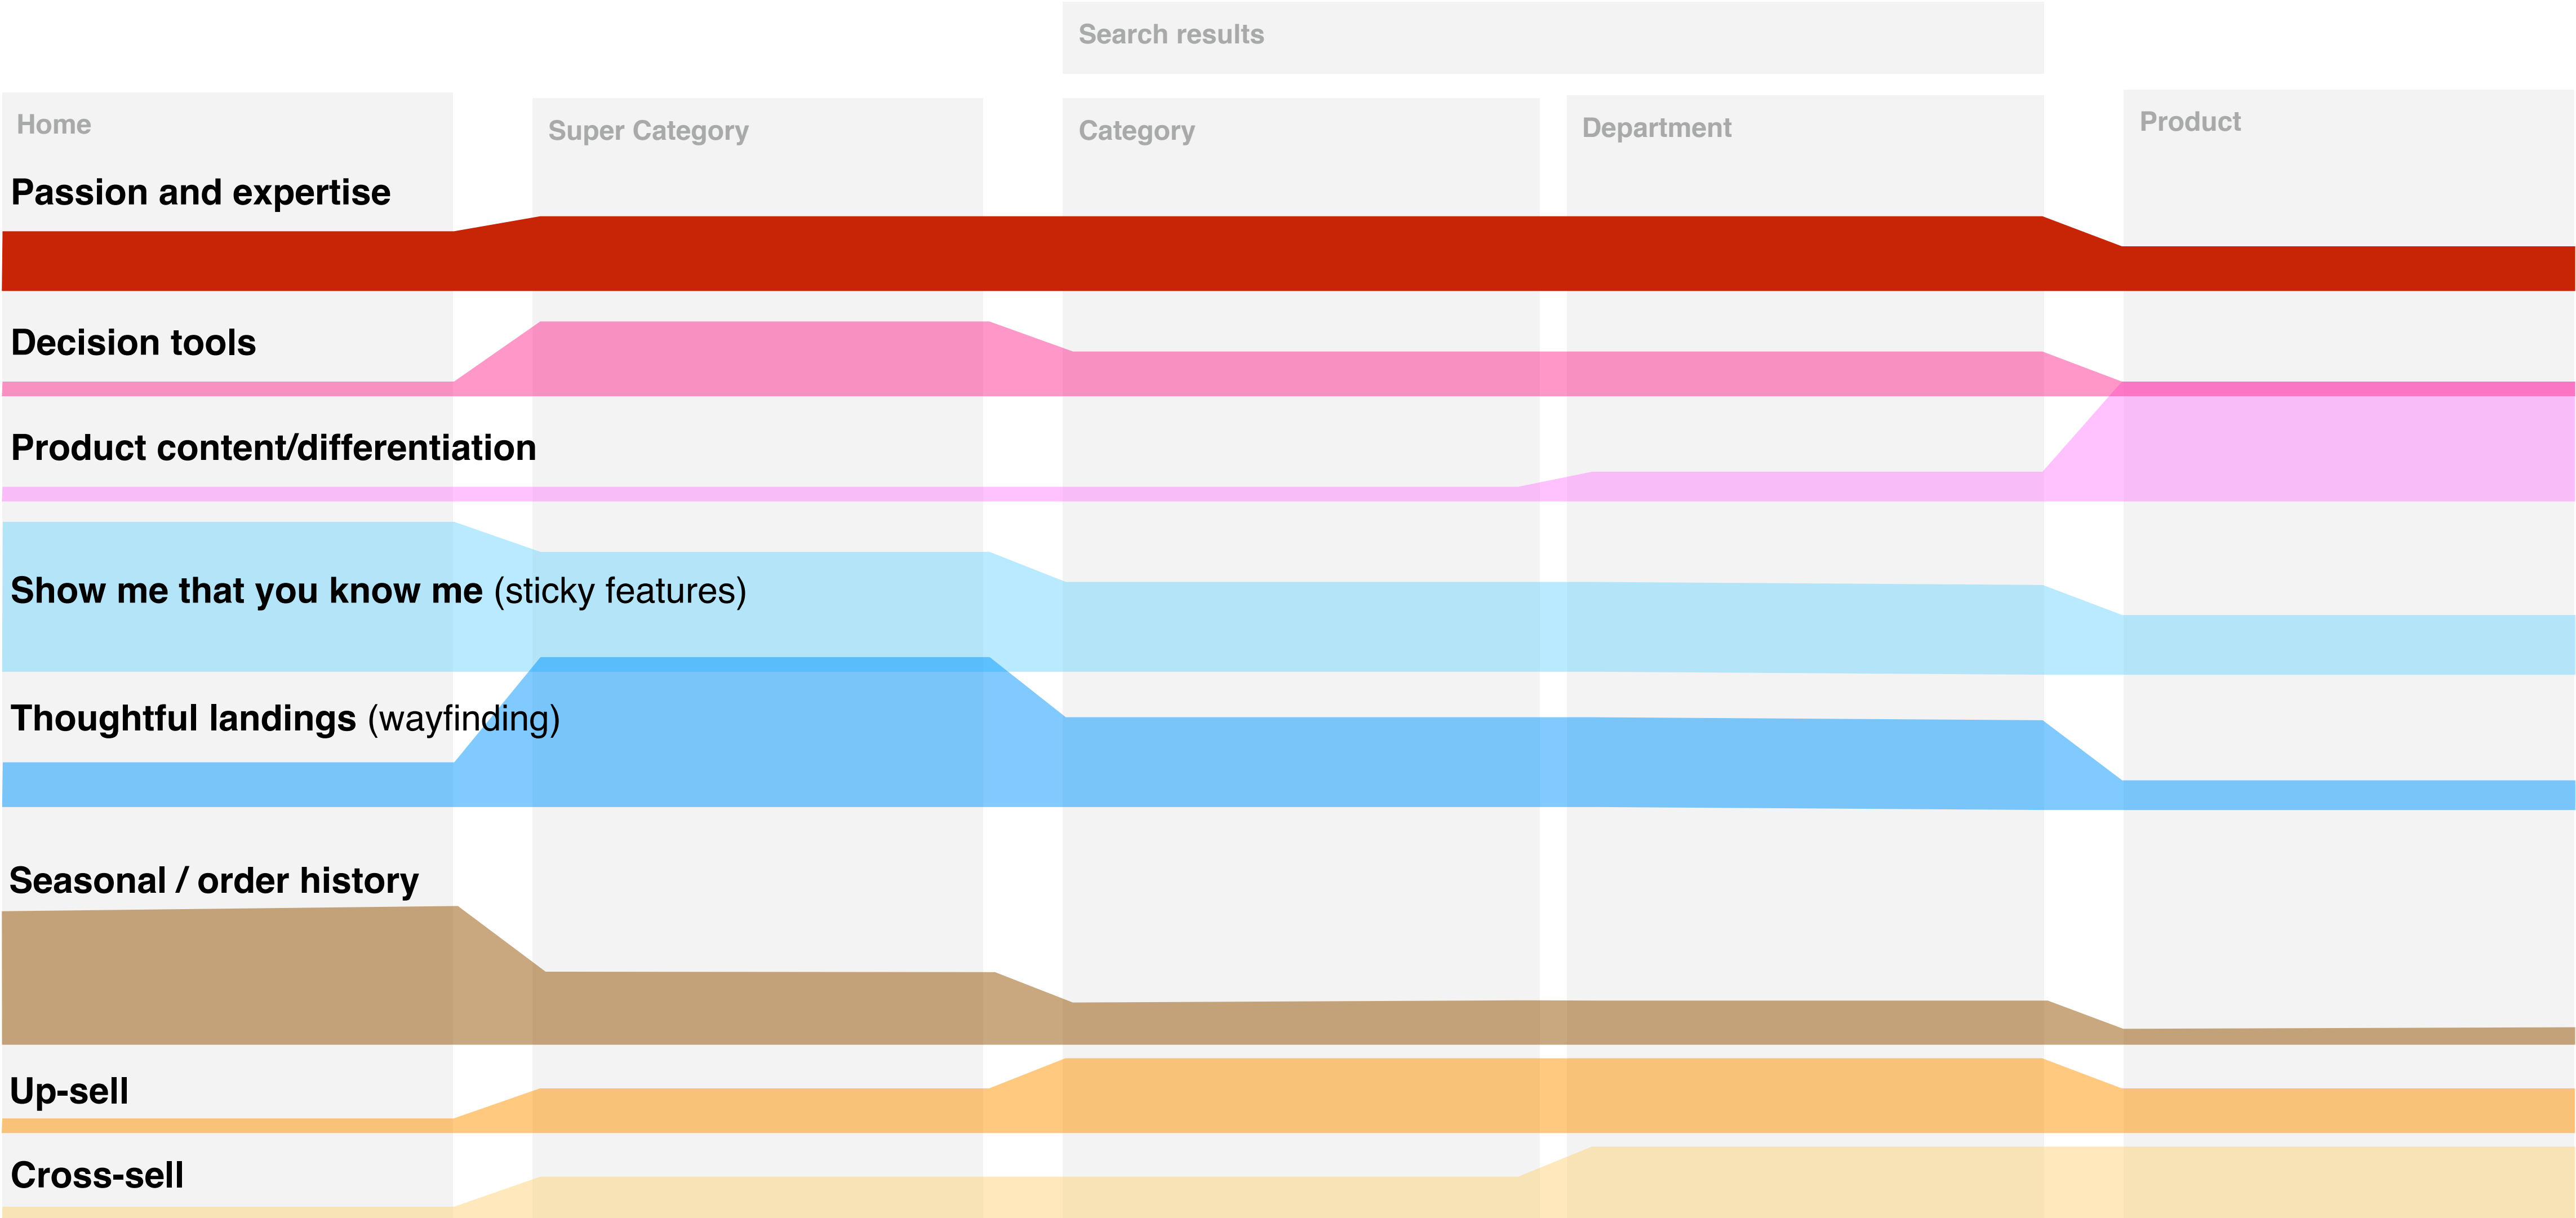 Search results
Home
Super Category
Category
Department
Product
Passion and expertise
Decision tools
Product content/differentiation
Show me that you know me (sticky features)
Thoughtful landings (wayfinding)
Seasonal / order history
Up-sell
Cross-sell